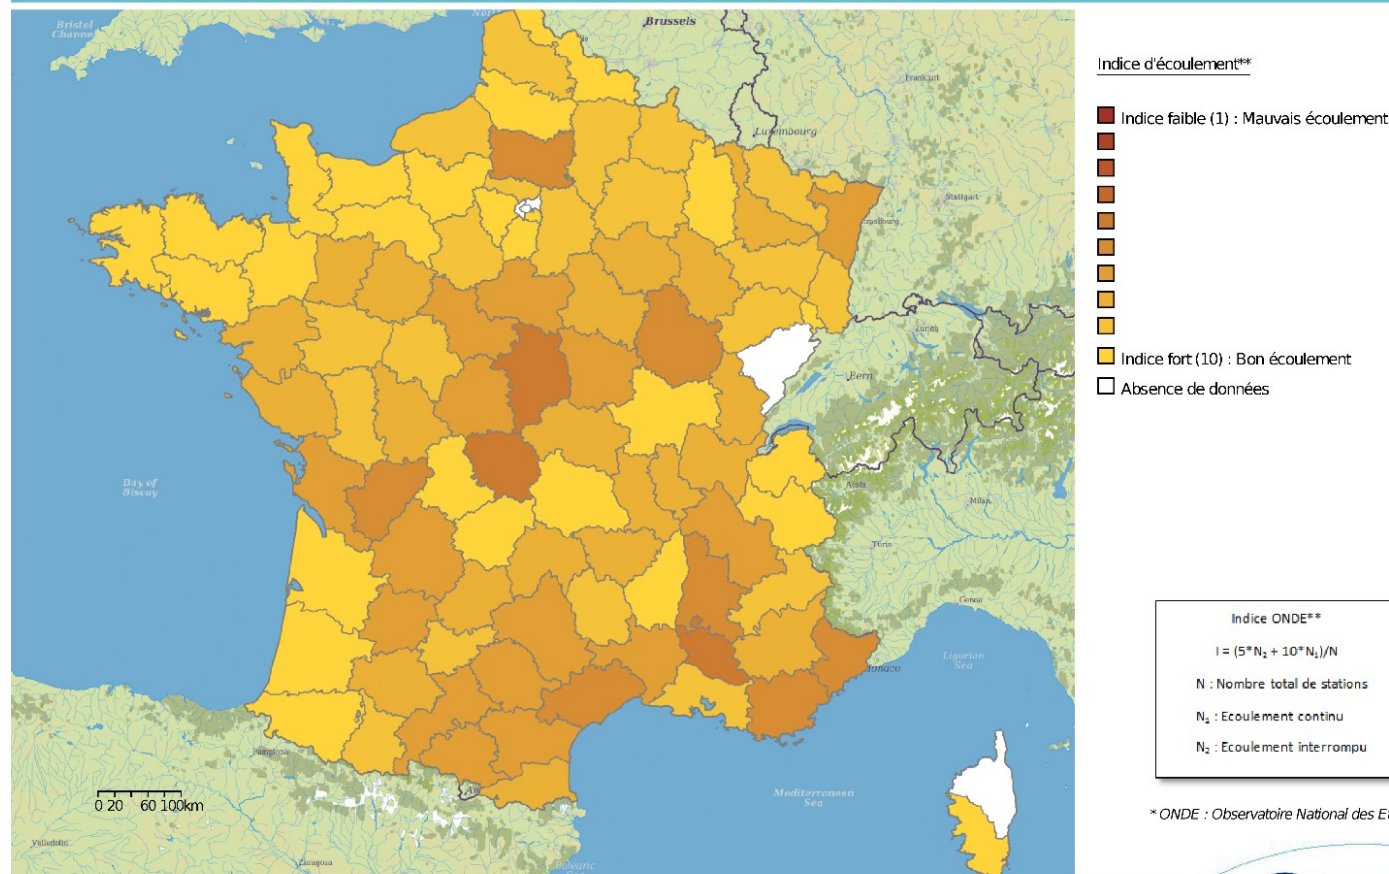 Bristol
Channel
Brussels
Frankfurt
Luxembourg
Stuttgart
Zürich
Bern
Aosta
Milan
Turin
Genoa
Bay of
Biscay
Ligurian
Sea
Monaco
Pamplona
Mediterranean
Sea
Zaragoza
Balearic
0 20 60 100km
Indice d'écoulement**
Indice faible (1) : Mauvais écoulement
Indice fort (10) : Bon écoulement
Absence de données
Indice ONDE**
I = (5*N₂ + 10*N₁)/N
N : Nombre total de stations
N₁ : Ecoulement continu
N₂ : Ecoulement interrompu
* ONDE : Observatoire National des Et